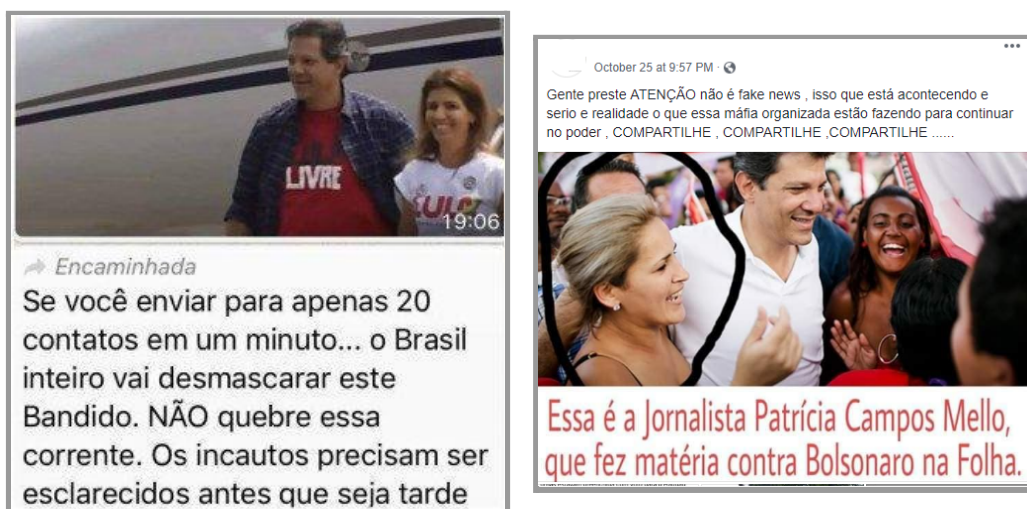 LIVRE
LULA
19:06
Encaminhada
Se você enviar para apenas 20
contatos em um minuto... o Brasil
inteiro vai desmascarar este
Bandido. NÃO quebre essa
corrente. Os incautos precisam ser
esclarecidos antes que seja tarde
October 25 at 9:57 PM ·
Gente preste ATENÇÃO não é fake news , isso que está acontecendo e
serio e realidade o que essa máfia organizada estão fazendo para continuar
no poder , COMPARTILHE , COMPARTILHE ,COMPARTILHE ......
Essa é a Jornalista Patrícia Campos Mello,
que fez matéria contra Bolsonaro na Folha.